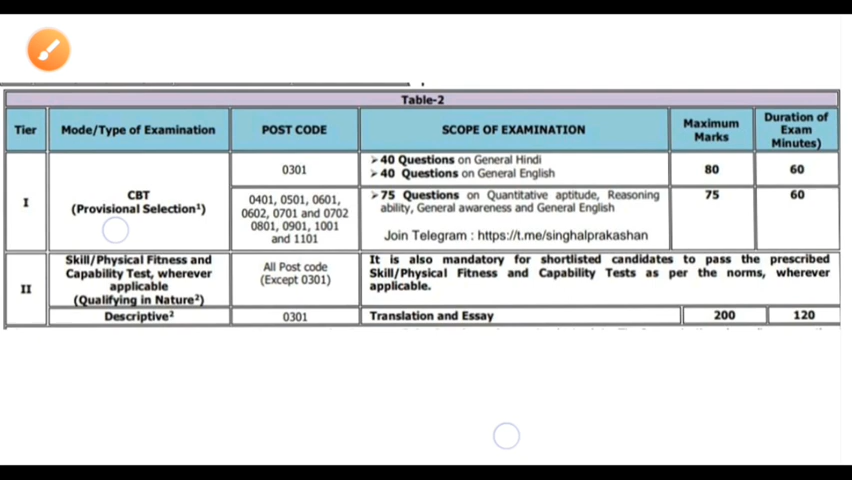 Table-2
Tier Mode/Type of Examination POST CODE SCOPE OF EXAMINATION Maximum Marks Duration of Exam Minutes)
I
CBT
(Provisional Selection¹)
0301
➢40 Questions on General Hindi
➢40 Questions on General English
80
60
0401, 0501, 0601,
0602, 0701 and 0702
0801, 0901, 1001
and 1101
➢75 Questions on Quantitative aptitude, Reasoning
ability, General awareness and General English
Join Telegram : https://t.me/singhalprakashan
75
60
II
Skill/Physical Fitness and
Capability Test, wherever
applicable
(Qualifying in Nature²)
All Post code
(Except 0301)
It is also mandatory for shortlisted candidates to pass the prescribed
Skill/Physical Fitness and Capability Tests as per the norms, wherever
applicable.
Descriptive²
0301
Translation and Essay
200
120